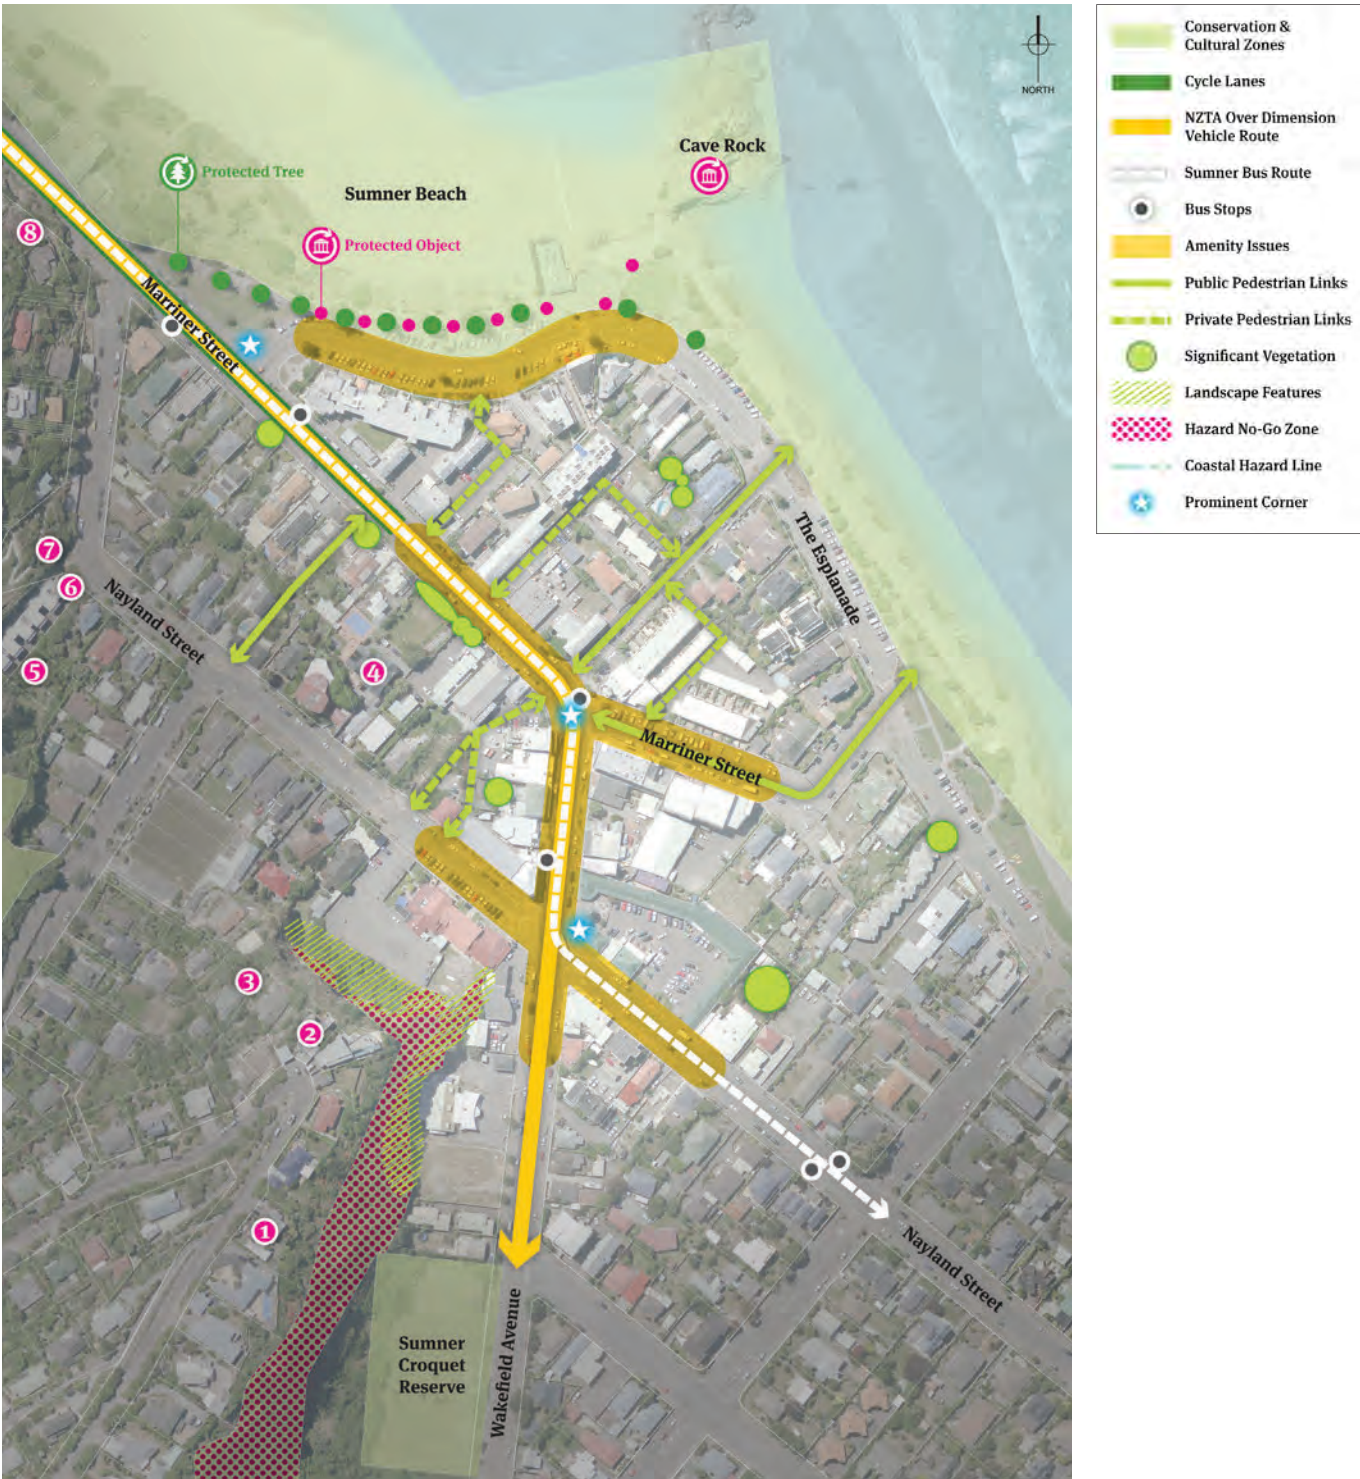 NORTH
Cave Rock
Protected Tree
Sumner Beach
Protected Object
8
Marriner Street
The Esplanade
7
6
Nayland Street
5
4
Marriner Street
3
2
1
Nayland Street
Wakefield Avenue
Sumner
Croquet
Reserve
Conservation &
Cultural Zones
Cycle Lanes
NZTA Over Dimension
Vehicle Route
Sumner Bus Route
Bus Stops
Amenity Issues
Public Pedestrian Links
Private Pedestrian Links
Significant Vegetation
Landscape Features
Hazard No-Go Zone
Coastal Hazard Line
Prominent Corner